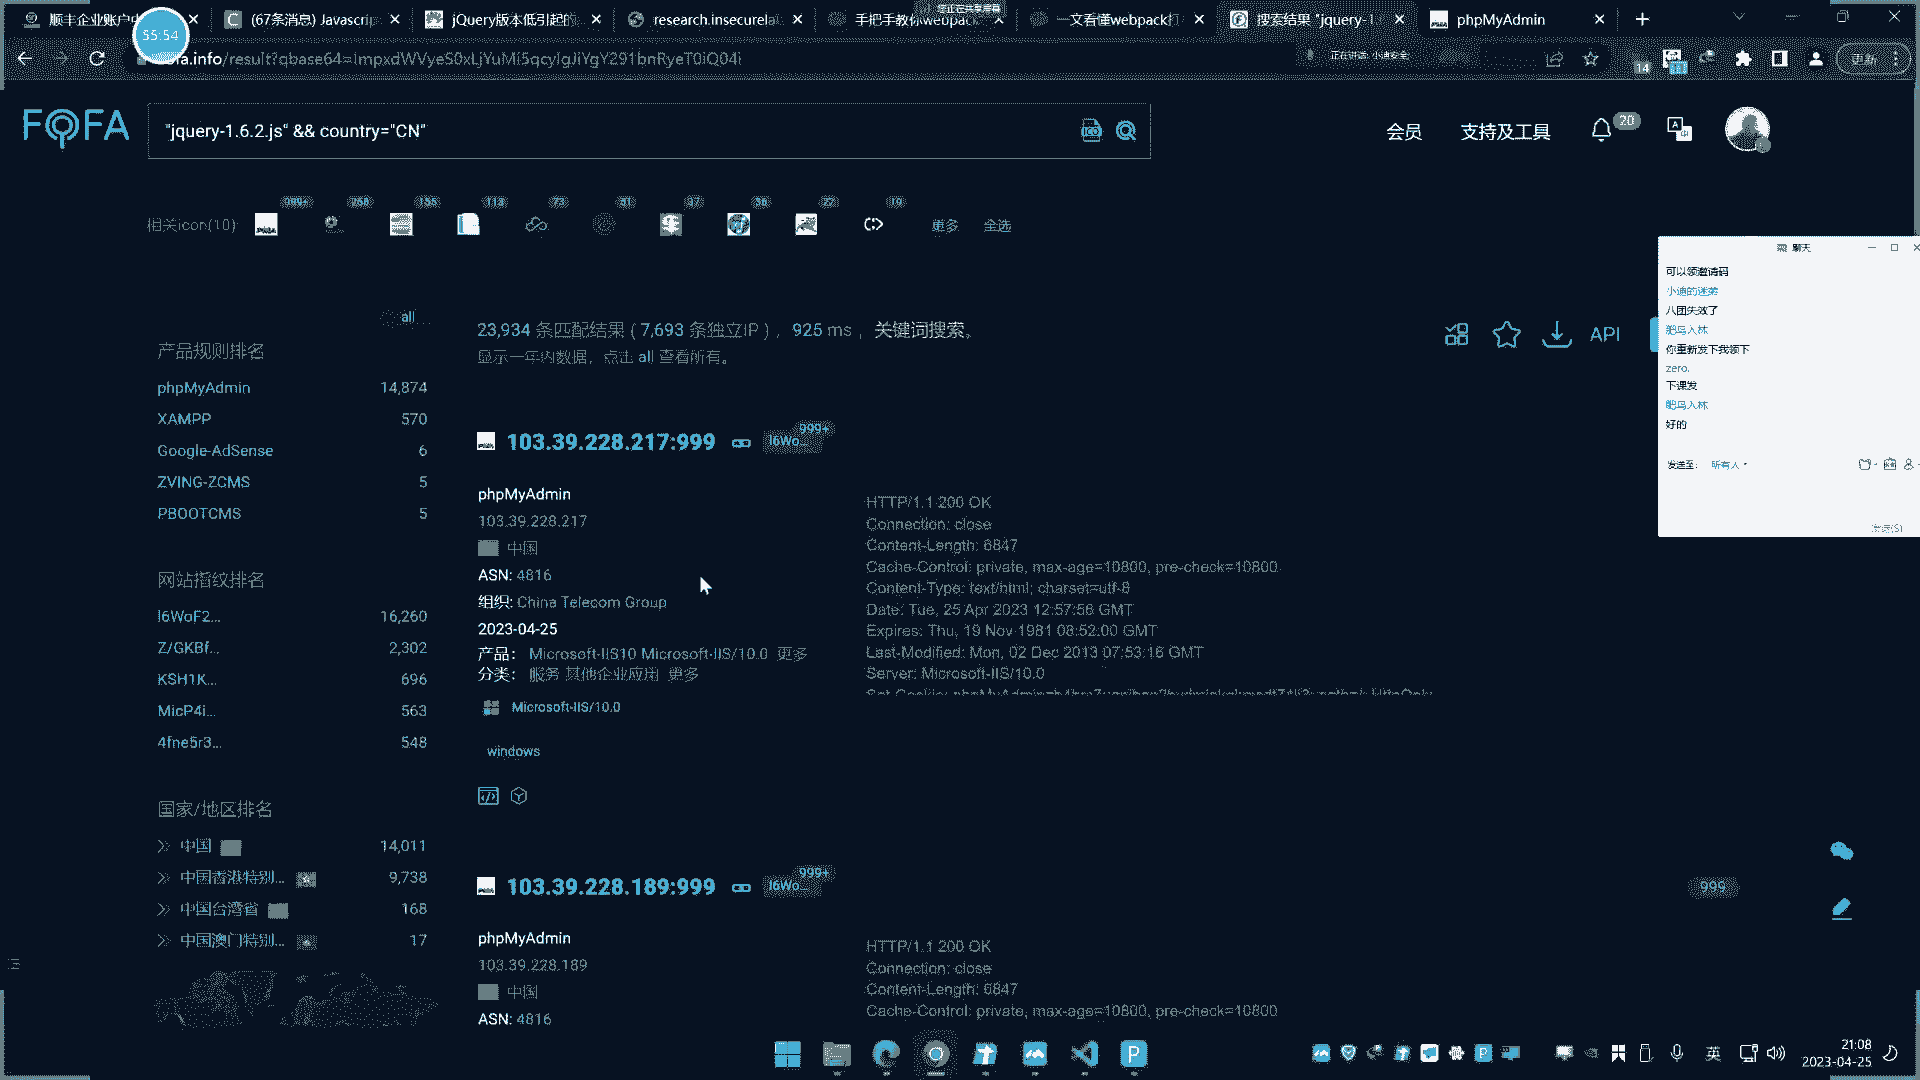 顺丰企业账户中
(67条消息) Javascrip
jQuery版本低引起的
research.insecurelab
手把手教你webpack
一文看懂webpack打
搜索结果 "jquery-1
phpMyAdmin
55:54
.info/result?qbase64=
正在讲话: 小迪安全;
14
更新
FOFA
"jquery-1.6.2.js" && country="CN"
会员
支持及工具
20
相关icon(10)
999+
258
113
73
更多
全选
all
23,934 条匹配结果 ( 7,693 条独立IP ) ，925 ms ，关键词搜索。
显示一年内数据，点击 all 查看所有。
API
产品规则排名
phpMyAdmin 14,874
XAMPP 570
Google-AdSense 6
ZVING-ZCMS 5
PBOOTCMS 5
网站指纹排名
I6WoF2... 16,260
Z/GKBf... 2,302
KSH1K... 696
MicP4i... 563
4fne5r3... 548
国家/地区排名
中国 14,011
中国香港特别... 9,738
中国台湾省 168
中国澳门特别... 17
103.39.228.217:999
I6Wo...
999+
phpMyAdmin
103.39.228.217
中国
ASN: 4816
组织: China Telecom Group
2023-04-25
产品： Microsoft-IIS10 Microsoft-IIS/10.0 更多
分类： 服务 其他企业应用 更多
Microsoft-IIS/10.0
windows
HTTP/1.1 200 OK
Connection: close
Content-Length: 6847
Cache-Control: private, max-age=10800, pre-check=10800
Content-Type: text/html; charset=utf-8
Date: Tue, 25 Apr 2023 12:57:56 GMT
Expires: Thu, 19 Nov 1981 08:52:00 GMT
Last-Modified: Mon, 02 Dec 2013 07:53:16 GMT
Server: Microsoft-IIS/10.0
103.39.228.189:999
I6Wo...
999+
999
phpMyAdmin
103.39.228.189
中国
ASN: 4816
HTTP/1.1 200 OK
Connection: close
Content-Length: 6847
Cache-Control: private, max-age=10800, pre-check=10800
聊天
可以领邀请码
小迪的迷弟
八团失效了
肥鸟入林
你重新发下我领下
zero.
下课发
肥鸟入林
好的
发送至: 所有人
发送(S)
英
21:08
2023-04-25